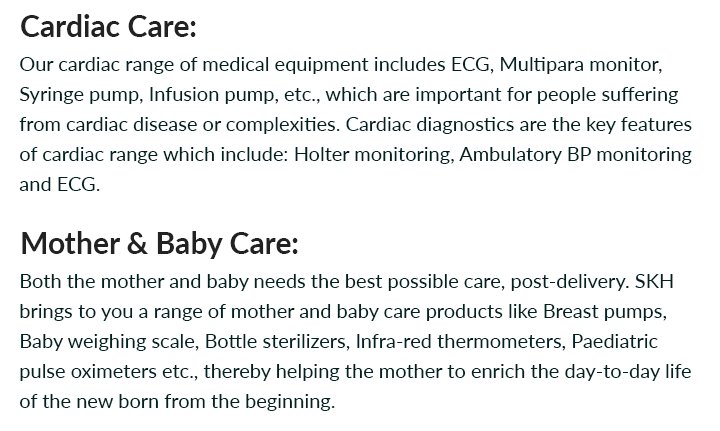 Cardiac Care:
Our cardiac range of medical equipment includes ECG, Multipara monitor,
Syringe pump, Infusion pump, etc., which are important for people suffering
from cardiac disease or complexities. Cardiac diagnostics are the key features
of cardiac range which include: Holter monitoring, Ambulatory BP monitoring
and ECG.
Mother & Baby Care:
Both the mother and baby needs the best possible care, post-delivery. SKH
brings to you a range of mother and baby care products like Breast pumps,
Baby weighing scale, Bottle sterilizers, Infra-red thermometers, Paediatric
pulse oximeters etc., thereby helping the mother to enrich the day-to-day life
of the new born from the beginning.